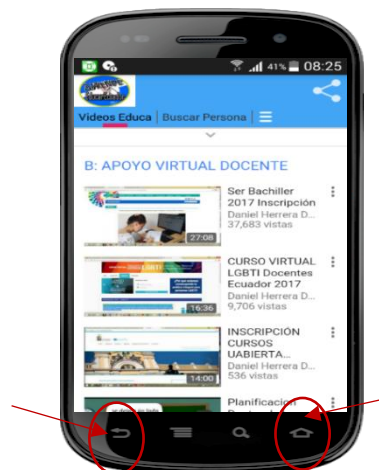 41% 08:25
Videos Educa Buscar Persona
B: APOYO VIRTUAL DOCENTE
Ser Bachiller
2017 Inscripción
Daniel Herrera D...
37,683 vistas
27:08
CURSO VIRTUAL
LGBTI Docentes
Ecuador 2017
Daniel Herrera D...
9,706 vistas
16:36
INSCRIPCIÓN
CURSOS
UABIERTA...
Daniel Herrera D...
536 vistas
14:00
Planificacion